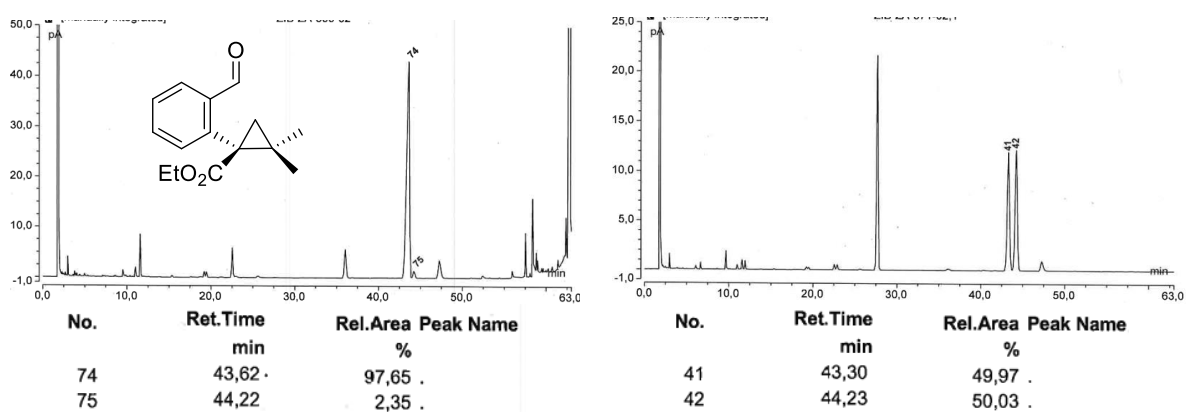 50,0
pA
40,0
30,0
20,0
10,0
-1,0
0,0 10,0 20,0 30,0 40,0 50,0 63,0
min
74
75
O
EtO2C
No. Ret.Time Rel.Area Peak Name
min %
74 43,62 97,65
75 44,22 2,35
25,0
pA
20,0
15,0
10,0
5,0
-1,0
0,0 10,0 20,0 30,0 40,0 50,0 63,0
min
41
42
No. Ret.Time Rel.Area Peak Name
min %
41 43,30 49,97
42 44,23 50,03